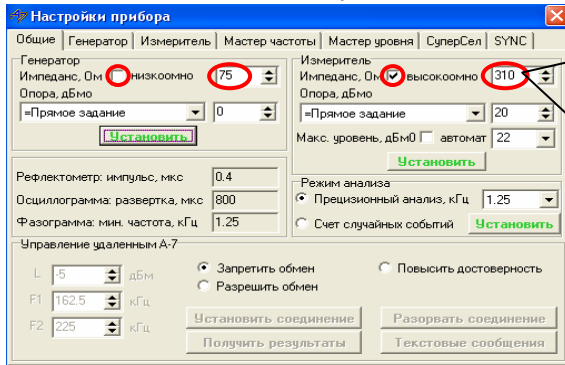 Настройки прибора
Общие Генератор Измеритель Мастер частоты Мастер уровня СуперСел SYNC
Генератор
Импеданс, Ом низкоомно 75
Опора, дБмо
=Прямое задание 0
Установить
Измеритель
Импеданс, Ом высокоомно 310
Опора, дБмо
=Прямое задание 20
Макс. уровень, дБм0 автомат 22
Установить
Рефлектометр: импульс, мкс 0.4
Осциллограмма: развертка, мкс 800
Фазограмма: мин. частота, кГц 1.25
Режим анализа
Прецизионный анализ, кГц 1.25
Счет случайных событий Установить
Управление удаленным А-7
L -5 дБм
F1 162.5 кГц
F2 225 кГц
Запретить обмен Повысить достоверность
Разрешить обмен
Установить соединение Разорвать соединение
Получить результаты Текстовые сообщения